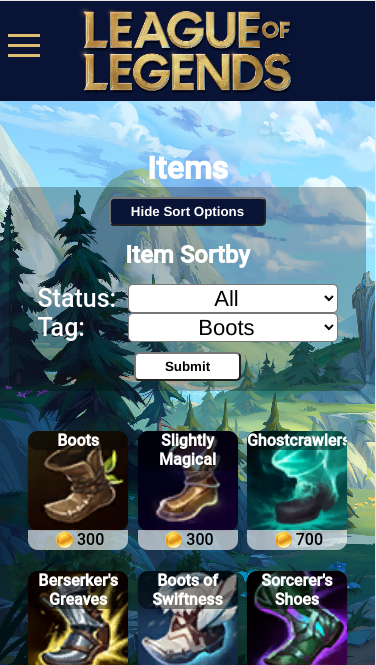 LEAGUE OF
LEGENDS
Items
Hide Sort Options
Item Sortby
Status: All
Tag: Boots
Submit
Boots
Slightly
Magical
Ghostcrawlers
300
300
700
Berserker's
Greaves
Boots of
Swiftness
Sorcerer's
Shoes